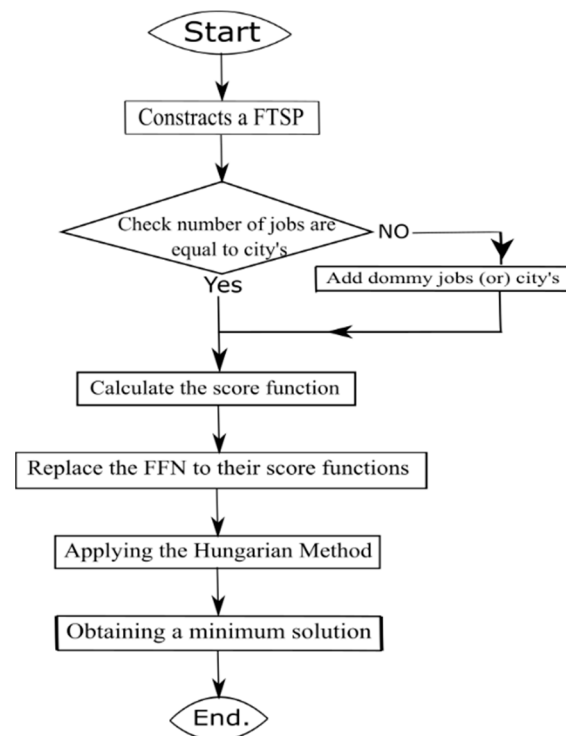 Start
Constracts a FTSP
Check number of jobs are
equal to city's
NO
Yes
Add dommy jobs (or) city's
Calculate the score function
Replace the FFN to their score functions
Applying the Hungarian Method
Obtaining a minimum solution
End.